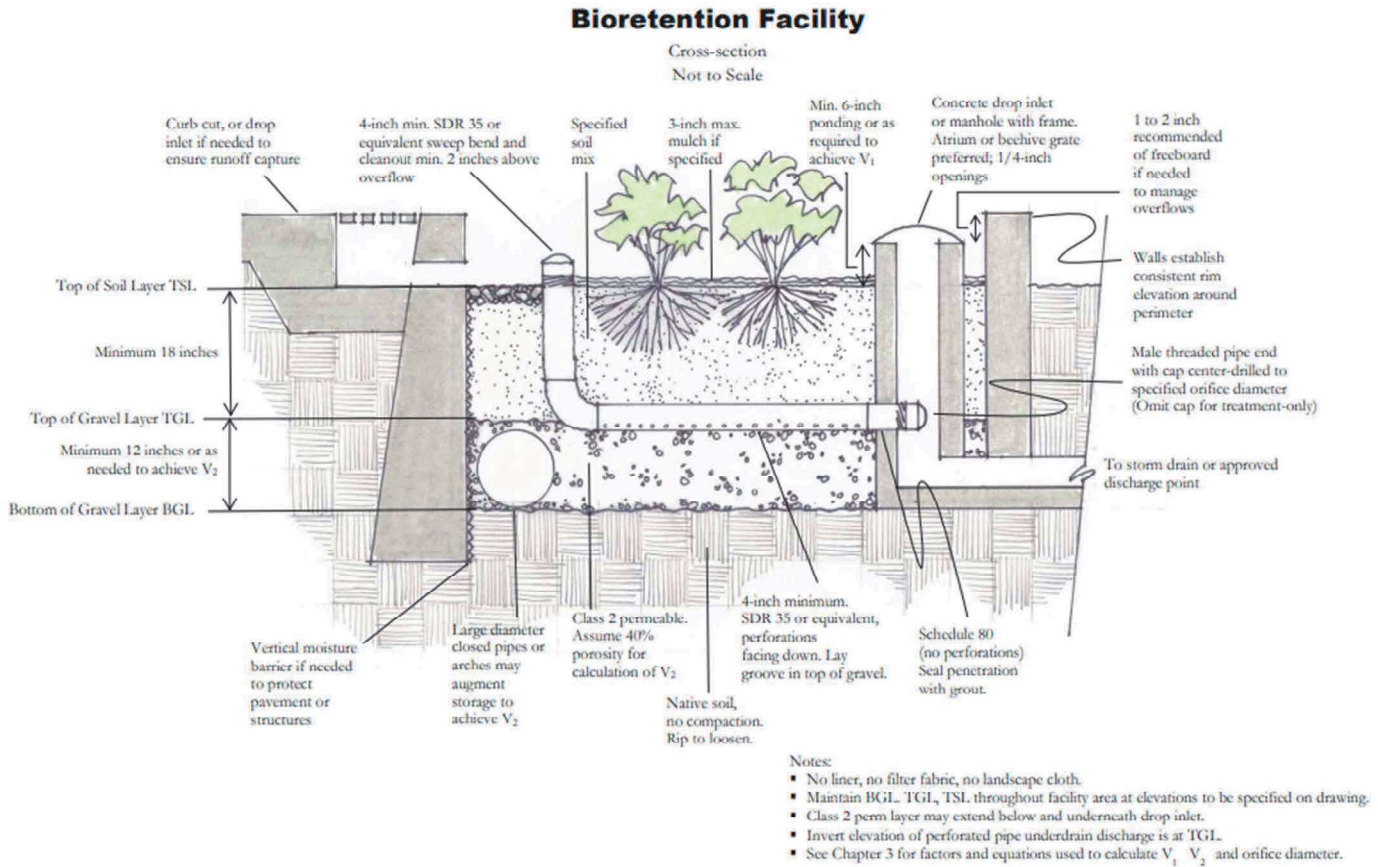 Bioretention Facility
Cross-section
Not to Scale
Curb cut, or drop
inlet if needed to
ensure runoff capture
4-inch min. SDR 35 or
equivalent sweep bend and
cleanout min. 2 inches above
overflow
Specified
soil
mix
3-inch max.
mulch if
specified
Min. 6-inch
ponding or as
required to
achieve V₁
Concrete drop inlet
or manhole with frame.
Atrium or beehive grate
preferred; 1/4-inch
openings
1 to 2 inch
recommended
of freeboard
if needed
to manage
overflows
Walls establish
consistent rim
elevation around
perimeter
Top of Soil Layer TSL
Minimum 18 inches
Male threaded pipe end
with cap center-drilled to
specified orifice diameter
(Omit cap for treatment-only)
Top of Gravel Layer TGL
Minimum 12 inches or as
needed to achieve V₂
To storm drain or approved
discharge point
Bottom of Gravel Layer BGL
Vertical moisture
barrier if needed
to protect
pavement or
structures
Large diameter
closed pipes or
arches may
augment
storage to
achieve V₂
Class 2 permeable.
Assume 40%
porosity for
calculation of V₂
Native soil,
no compaction.
Rip to loosen.
4-inch minimum.
SDR 35 or equivalent,
perforations
facing down. Lay
groove in top of gravel.
Schedule 80
(no perforations)
Seal penetration
with grout.
Notes:
▪ No liner, no filter fabric, no landscape cloth.
▪ Maintain BGL. TGL, TSL throughout facility area at elevations to be specified on drawing.
▪ Class 2 perm layer may extend below and underneath drop inlet.
▪ Invert elevation of perforated pipe underdrain discharge is at TGL.
▪ See Chapter 3 for factors and equations used to calculate V₁ V₂ and orifice diameter.